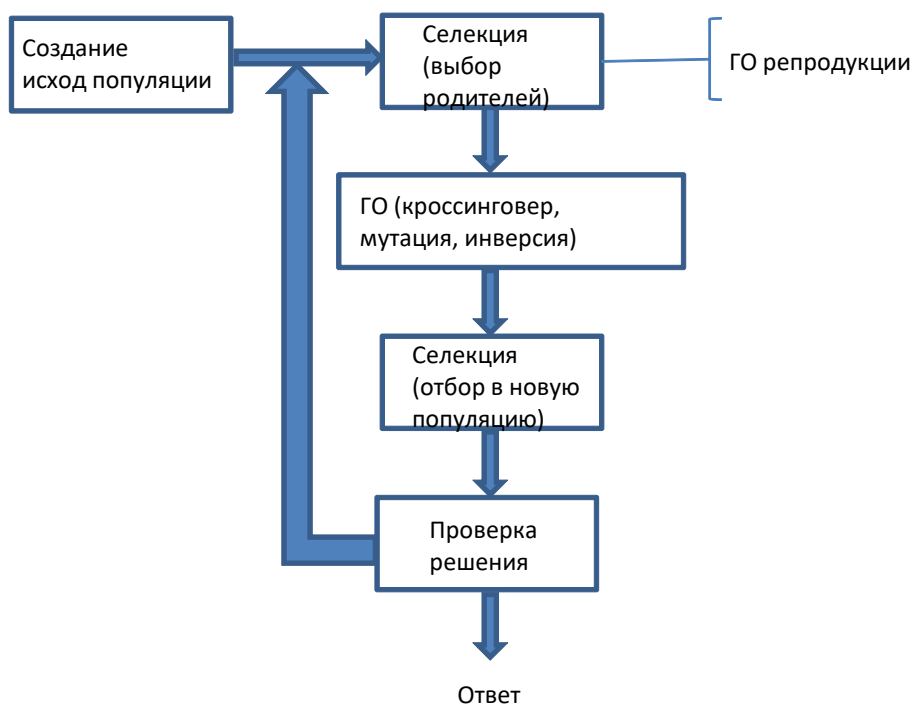 Создание
исход популяции
Селекция
(выбор
родителей)
ГО репродукции
ГО (кроссинговер,
мутация, инверсия)
Селекция
(отбор в новую
популяцию)
Проверка
решения
Ответ